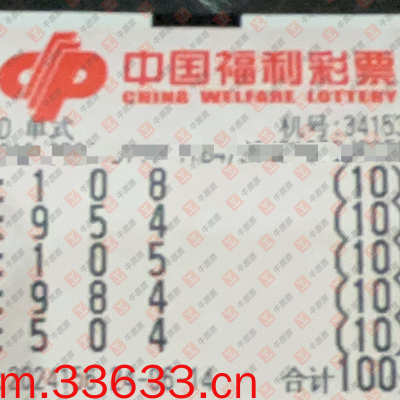 中国福利彩票
CHINA WELFARE LOTTERY
D 单式 机号:34153
: 1 0 8 (10)
: 9 5 4 (10)
: 1 0 5 (10)
: 9 8 4 (10)
: 5 0 4 (10)
合计100
m.33633.cn